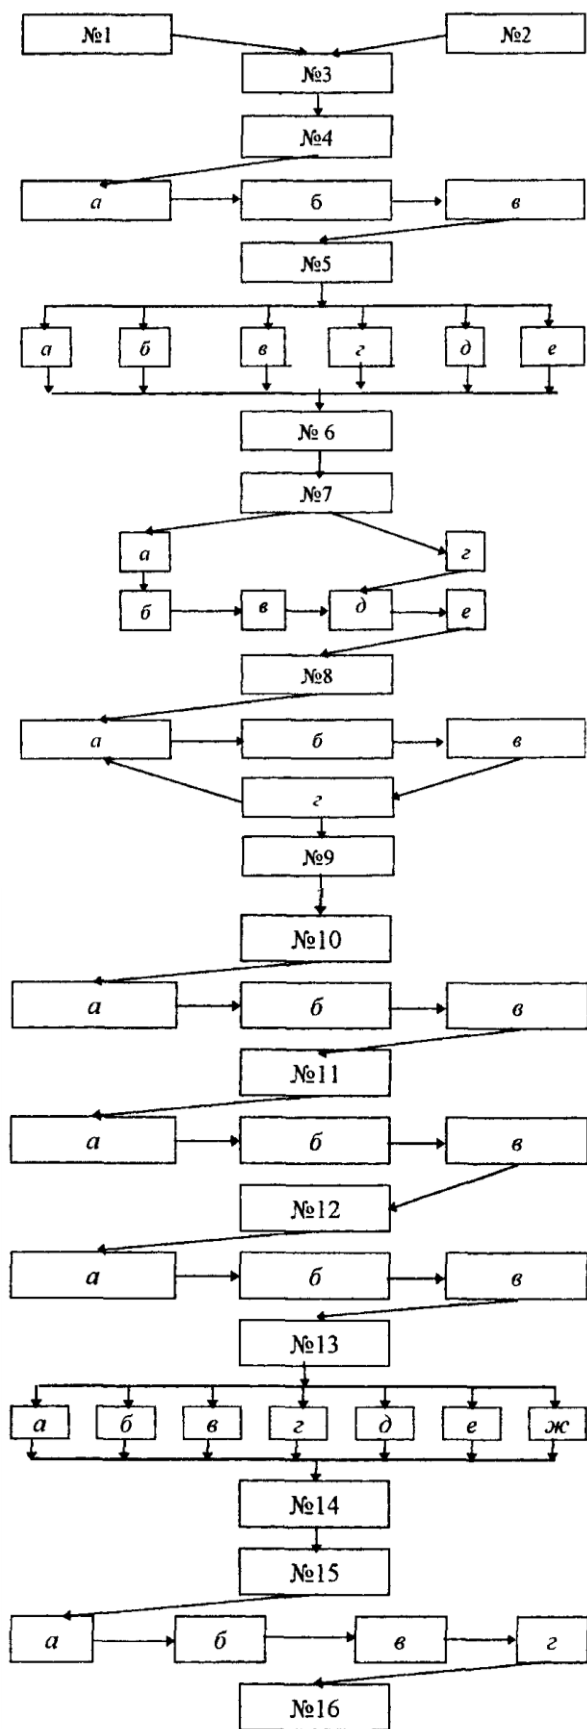 №1 №2
№3
№4
а б в
№5
а б в г д е
№ 6
№7
а г
б в д е
№8
а б в
г
№9
№10
а б в
№11
а б в
№12
а б в
№13
а б в г д е ж
№14
№15
а б в г
№16